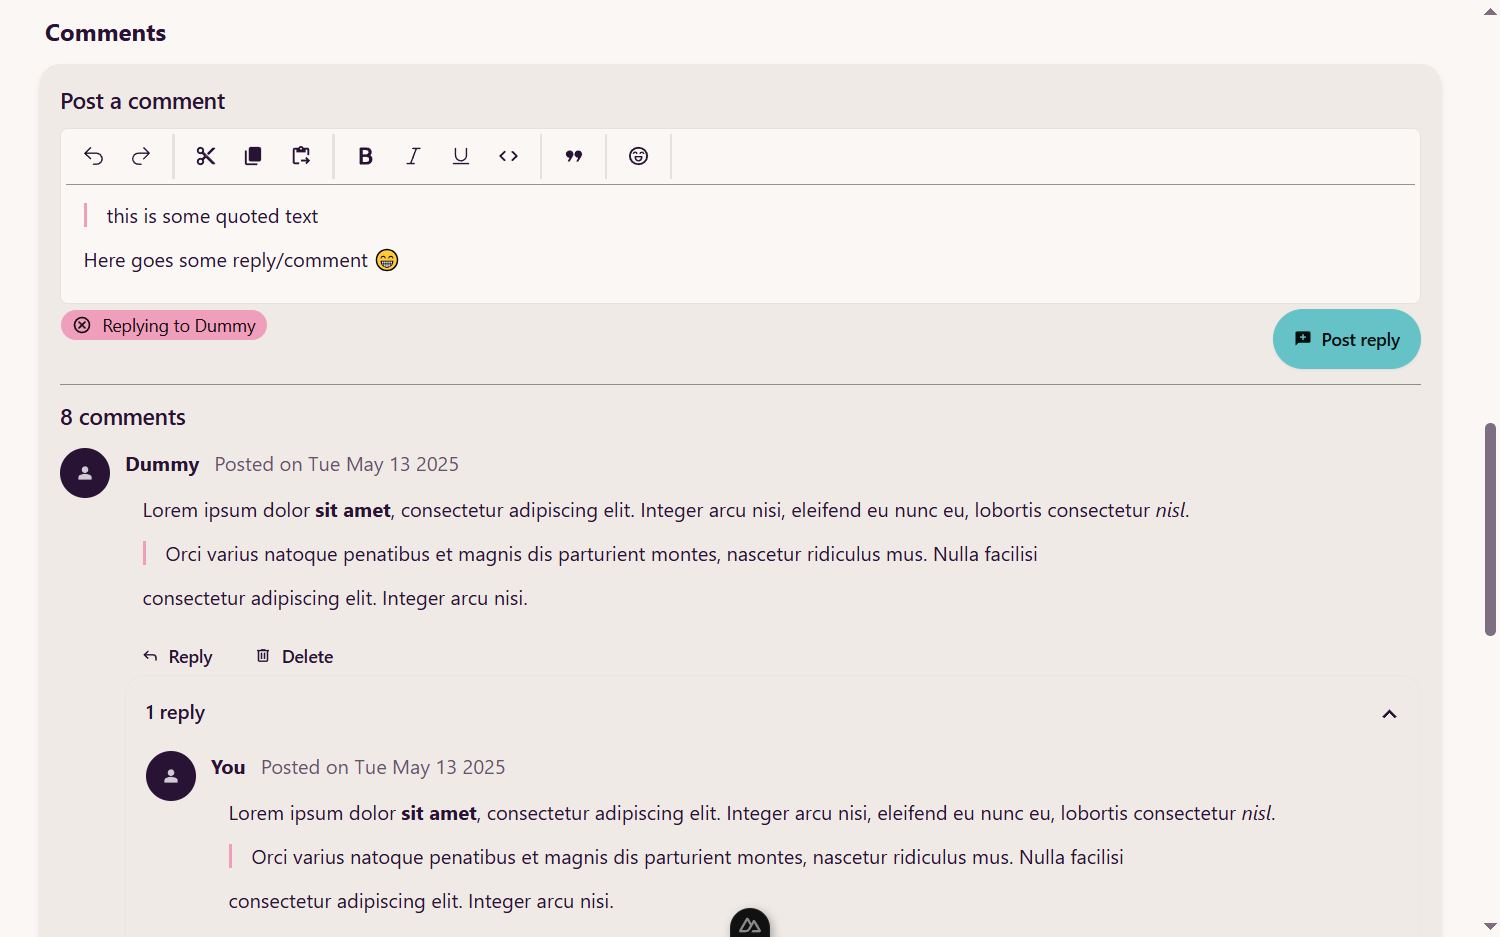 Comments
Post a comment
this is some quoted text
Here goes some reply/comment 😁
Replying to Dummy
Post reply
8 comments
Dummy Posted on Tue May 13 2025
Lorem ipsum dolor sit amet, consectetur adipiscing elit. Integer arcu nisi, eleifend eu nunc eu, lobortis consectetur nisl.
Orci varius natoque penatibus et magnis dis parturient montes, nascetur ridiculus mus. Nulla facilisi
consectetur adipiscing elit. Integer arcu nisi.
Reply Delete
1 reply
You Posted on Tue May 13 2025
Lorem ipsum dolor sit amet, consectetur adipiscing elit. Integer arcu nisi, eleifend eu nunc eu, lobortis consectetur nisl.
Orci varius natoque penatibus et magnis dis parturient montes, nascetur ridiculus mus. Nulla facilisi
consectetur adipiscing elit. Integer arcu nisi.